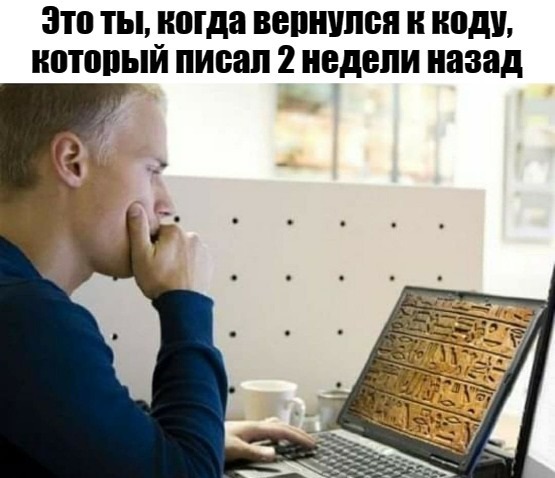 Это ты, когда вернулся к коду,
который писал 2 недели назад